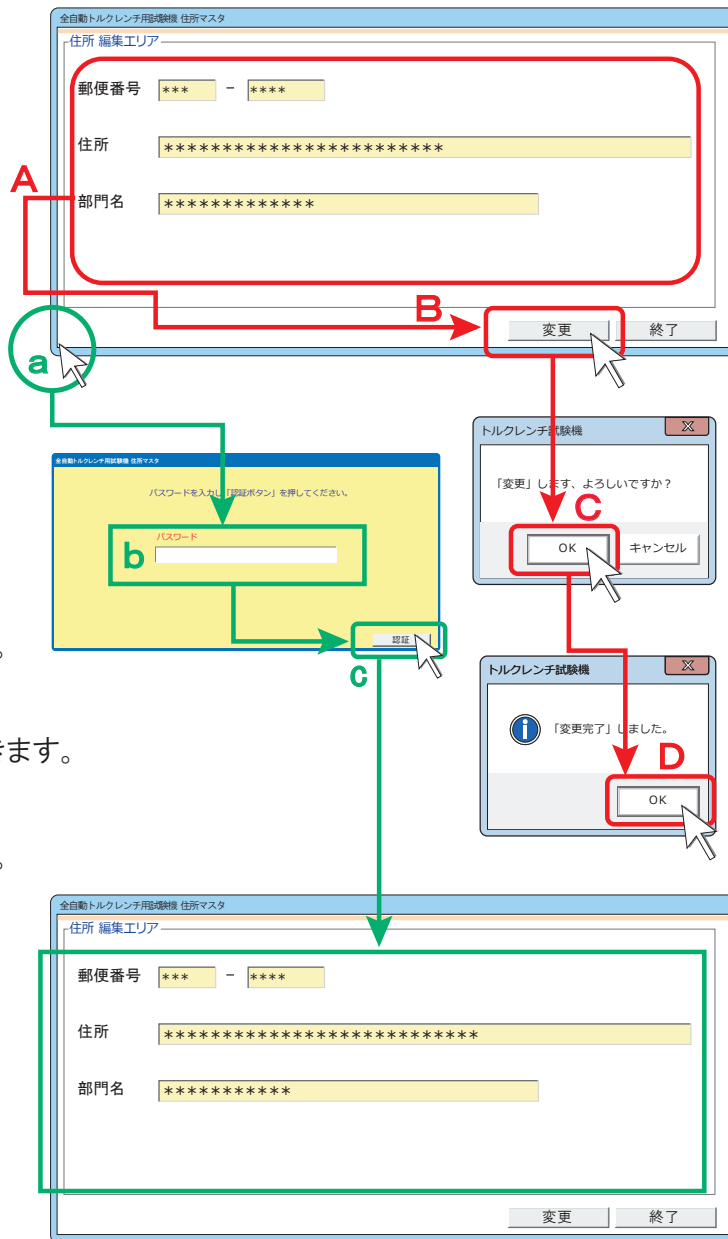 全自動トルクレンチ用試験機 住所マスタ
住所 編集エリア
郵便番号 *** - ****
住所 ************************
A
部門名 *************
B
変更 終了
a
トルクレンチ試験機
「変更」します、よろしいですか？
C
OK キャンセル
全自動トルクレンチ用試験機 住所マスタ
パスワードを入力し「認証ボタン」を押してください。
パスワード
b
認証
c
。
トルクレンチ試験機
「変更完了」しました。
D
OK
きます。
。
全自動トルクレンチ用試験機 住所マスタ
住所 編集エリア
郵便番号 *** - ****
住所 ***************************
部門名 ***********
変更 終了